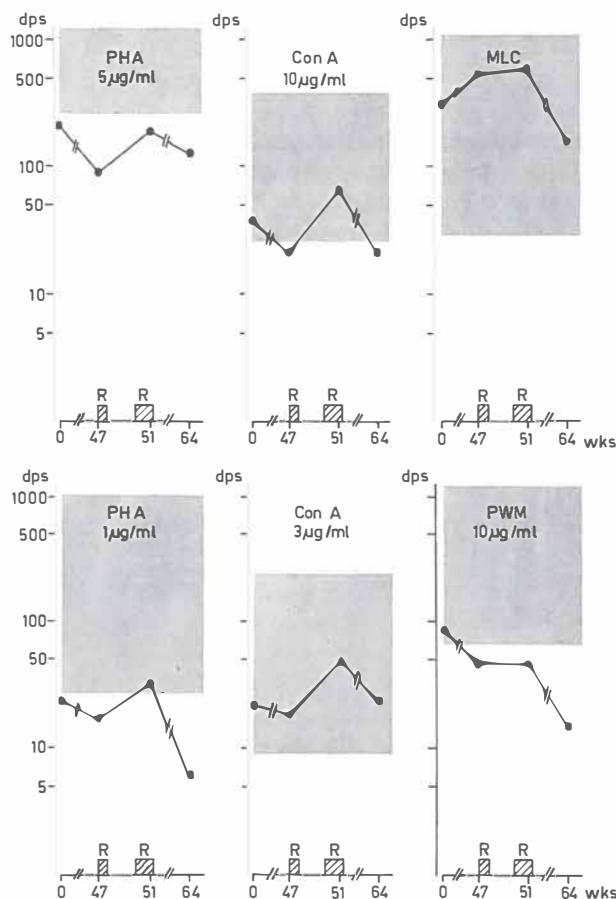 dps dps dps
PHA Con A MLC
5µg/ml 10µg/ml
1000
500
100
50
10
5
R R R R R R
0 47 51 64 0 47 51 64 0 47 51 64 wks
dps dps dps
PHA Con A PWM
1µg/ml 3µg/ml 10µg/ml
1000
500
100
50
10
5
R R R R R R
0 47 51 64 0 47 51 64 0 47 51 64 wks